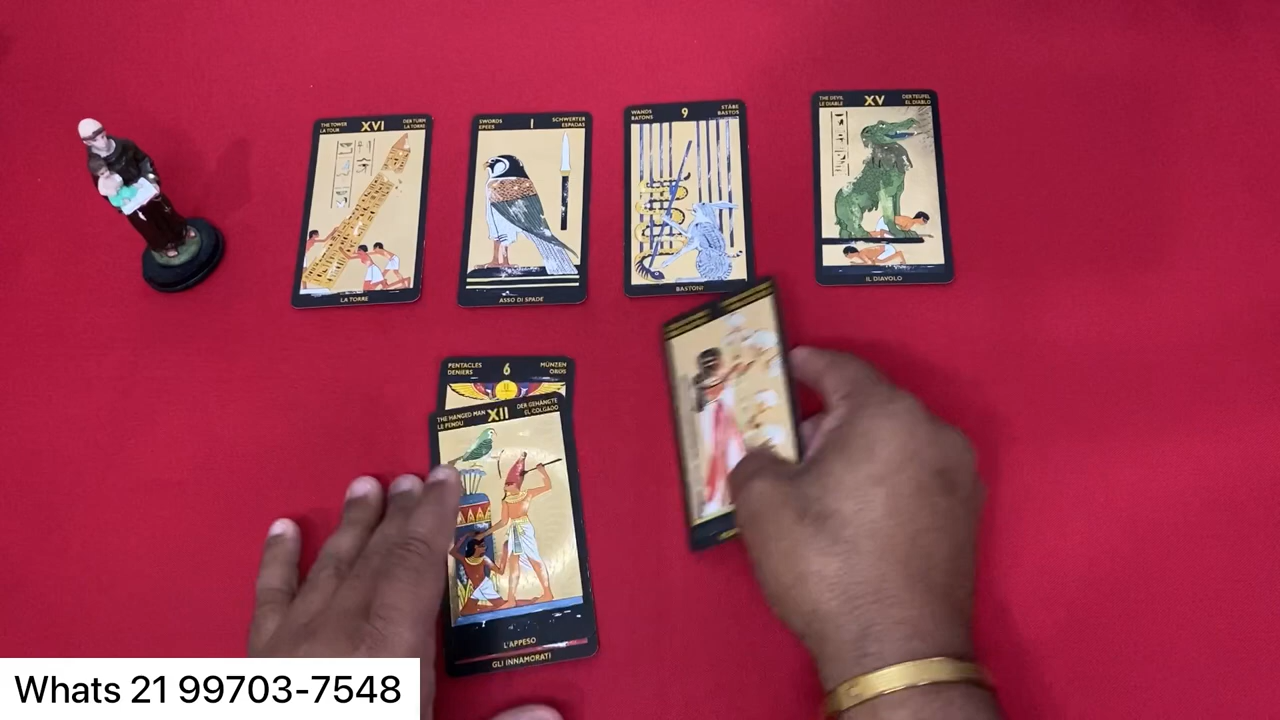 THE TOWER XVI DER TURM
LA TOUR LA TORRE
LA TORRE
SWORDS I SCHWERTER
EPEES ESPADAS
ASSO DI SPADE
WANDS 9 STÄBE
BATONS BASTOS
BASTONI
THE DEVIL XV DER TEUFEL
LE DIABLE EL DIABLO
IL DIAVOLO
PENTACLES 6 MÜNZEN
DENIERS OROS
THE HANGED MAN XII DER GEHÄNGTE
LE PENDU EL COLGADO
L'APPESO
GLI INNAMORATI
Whats 21 99703-7548